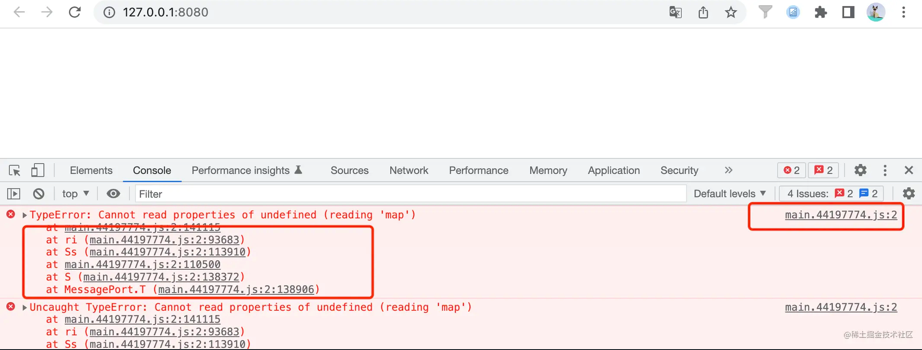 127.0.0.1:8080
Elements Console Performance insights Sources Network Performance Memory Application Security » 2 2
top Filter Default levels 4 Issues: 2 2
TypeError: Cannot read properties of undefined (reading 'map') main.44197774.js:2
at main.44197774.js:2:141115
at ri (main.44197774.js:2:93683)
at Ss (main.44197774.js:2:113910)
at main.44197774.js:2:110500
at S (main.44197774.js:2:138372)
at MessagePort.T (main.44197774.js:2:138906)
Uncaught TypeError: Cannot read properties of undefined (reading 'map') main.44197774.js:2
at main.44197774.js:2:141115
at ri (main.44197774.js:2:93683)
at Ss (main.44197774.js:2:113910)
@稀土掘金技术社区